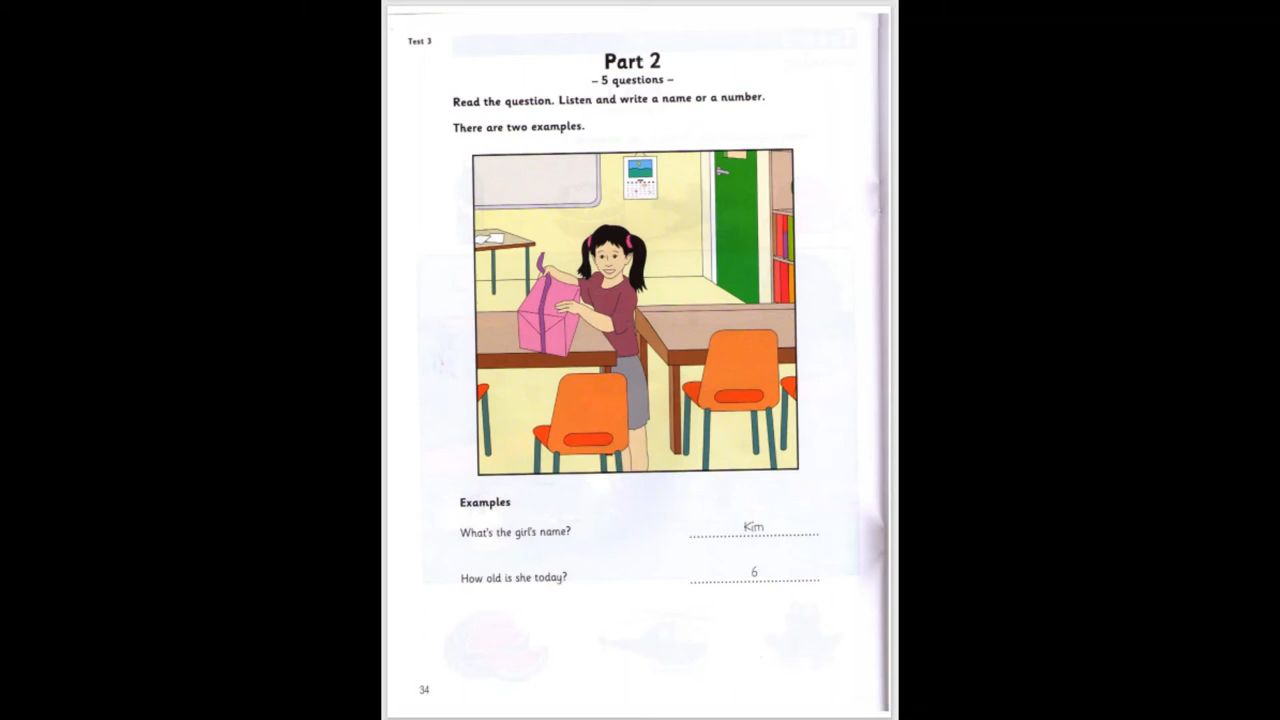 Test 3
Part 2
– 5 questions –
Read the question. Listen and write a name or a number.
There are two examples.
Examples
What's the girl's name? Kim
How old is she today? 6
34